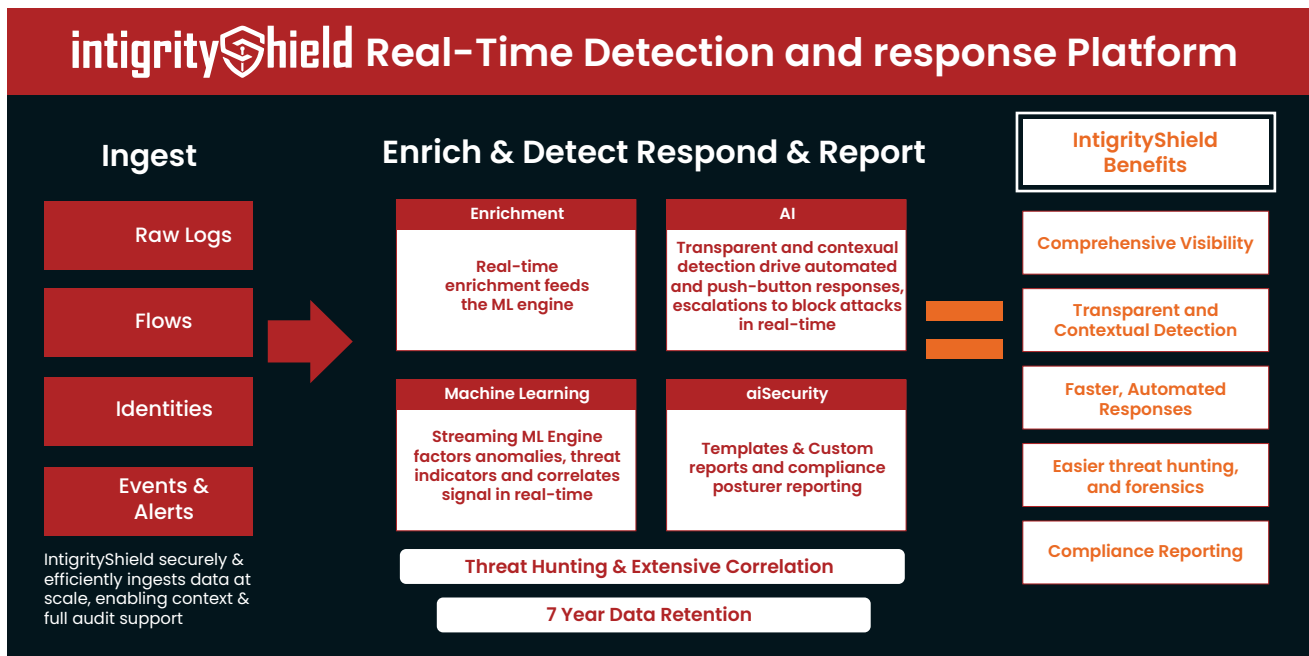 intigrityShield Real-Time Detection and response Platform
Ingest
Raw Logs
Flows
Identities
Events &
Alerts
IntigrityShield securely &
efficiently ingests data at
scale, enabling context &
full audit support
Enrich & Detect Respond & Report
Enrichment
Real-time
enrichment feeds
the ML engine
AI
Transparent and contexual
detection drive automated
and push-button responses,
escalations to block attacks
in real-time
Machine Learning
Streaming ML Engine
factors anomalies, threat
indicators and correlates
signal in real-time
aiSecurity
Templates & Custom
reports and compliance
posturer reporting
Threat Hunting & Extensive Correlation
7 Year Data Retention
IntigrityShield
Benefits
Comprehensive Visibility
Transparent and
Contextual Detection
Faster, Automated
Responses
Easier threat hunting,
and forensics
Compliance Reporting